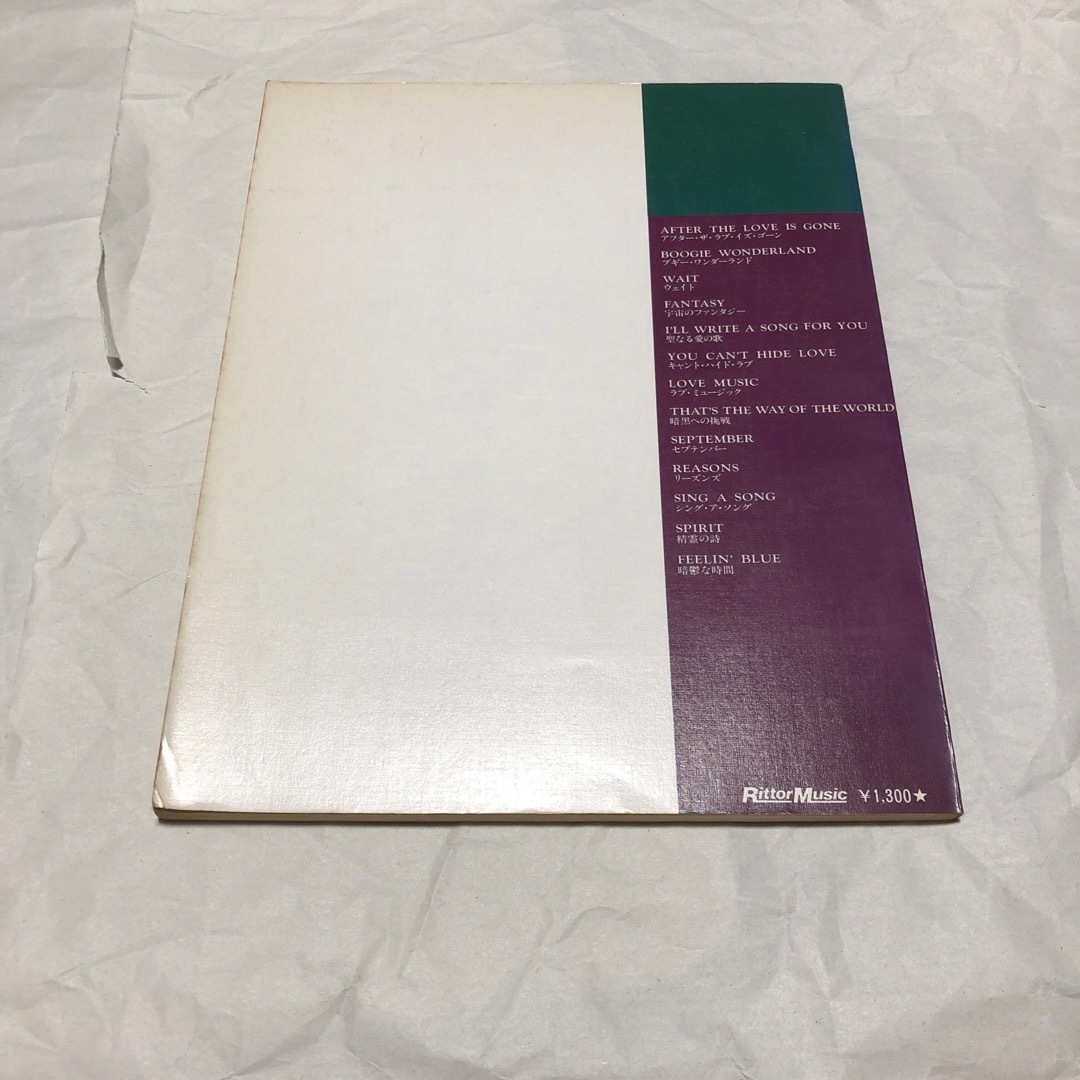 AFTER THE LOVE IS GONE
アフター・ザ・ラブ・イズ・ゴーン
BOOGIE WONDERLAND
ブギー・ワンダーランド
WAIT
ウェイト
FANTASY
宇宙のファンタジー
I'LL WRITE A SONG FOR YOU
聖なる愛の歌
YOU CAN'T HIDE LOVE
キャント・ハイド・ラブ
LOVE MUSIC
ラブ・ミュージック
THAT'S THE WAY OF THE WORLD
暗黒への挑戦
SEPTEMBER
セプテンバー
REASONS
リーズンズ
SING A SONG
シング・ア・ソング
SPIRIT
精霊の詩
FEELIN' BLUE
暗鬱な時間
RittorMusic ¥1,300★